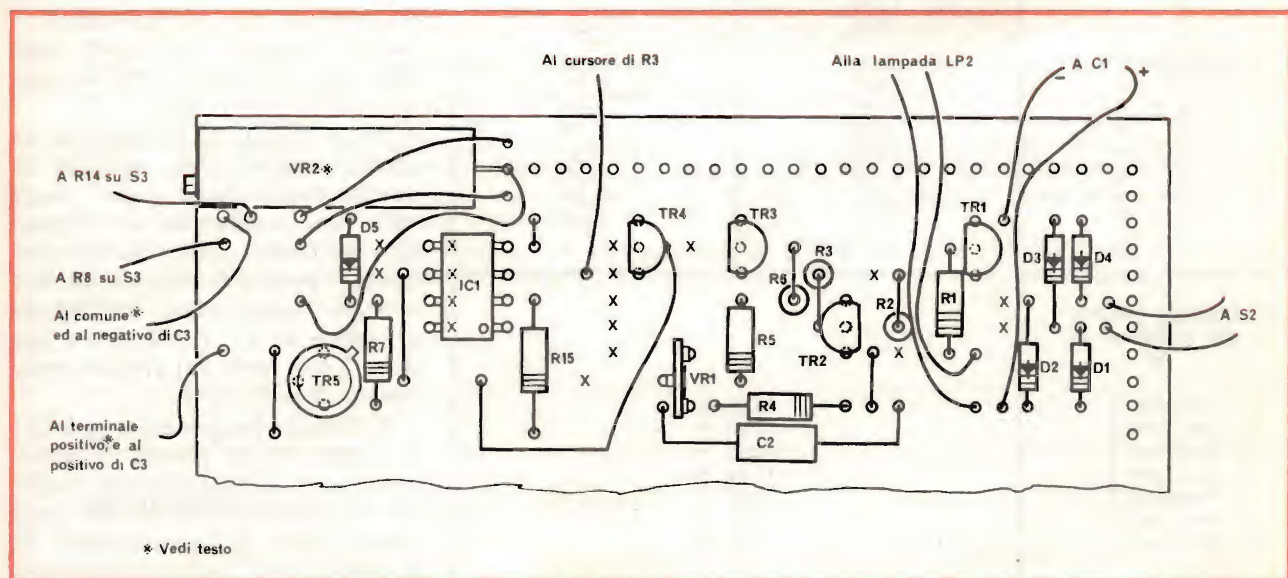 Al cursore di R3
Alla lampada LP2
A C1
−
+
A R14 su S3
VR2*
A R8 su S3
Al comune*
ed al negativo di C3
Al terminale
positivo,*e al
positivo di C3
D5
IC1
R7
TR5
R15
TR4
TR3
R6
R3
R5
TR2
R2
VR1
R4
C2
TR1
R1
D3
D4
D2
D1
A S2
* Vedi testo